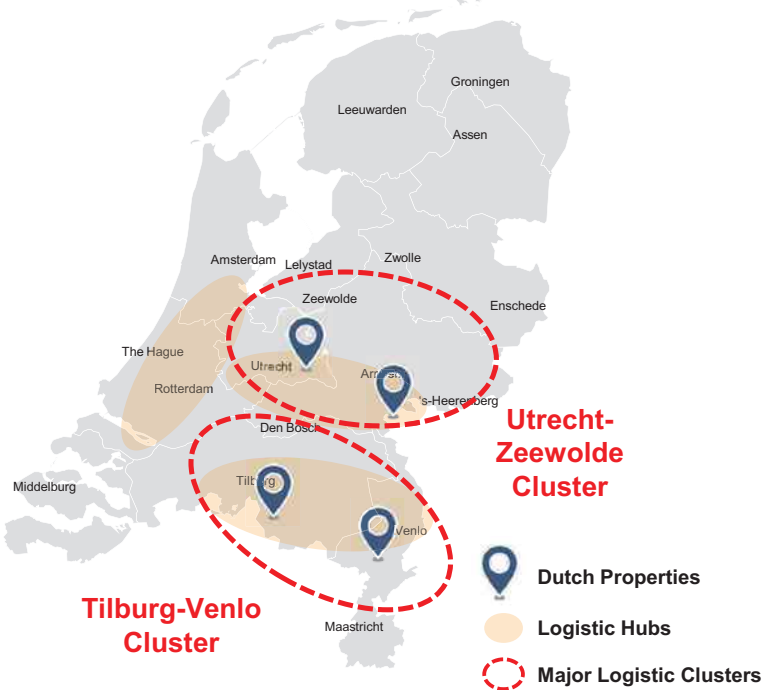 Groningen
Leeuwarden
Assen
Amsterdam
Lelystad
Zwolle
Zeewolde
Enschede
The Hague
Utrecht
Arnhem
Rotterdam
's-Heerenberg
Den Bosch
Utrecht-
Zeewolde
Cluster
Tilburg
Middelburg
Venlo
Dutch Properties
Tilburg-Venlo
Cluster
Maastricht
Logistic Hubs
Major Logistic Clusters